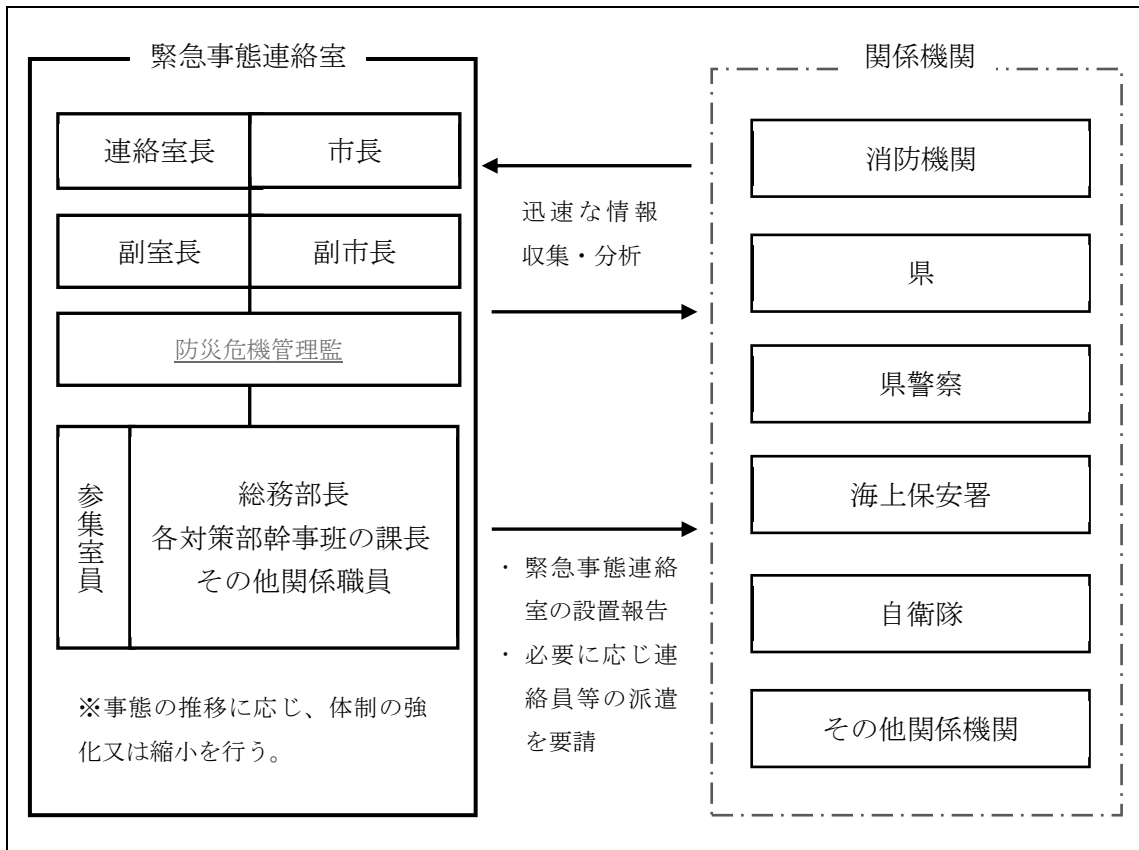 緊急事態連絡室
連絡室長
市長
副室長
副市長
防災危機管理監
参集室員
総務部長
各対策部幹事班の課長
その他関係職員
※事態の推移に応じ、体制の強
化又は縮小を行う。
迅速な情報
収集・分析
・ 緊急事態連絡
室の設置報告
・ 必要に応じ連
絡員等の派遣
を要請
関係機関
消防機関
県
県警察
海上保安署
自衛隊
その他関係機関